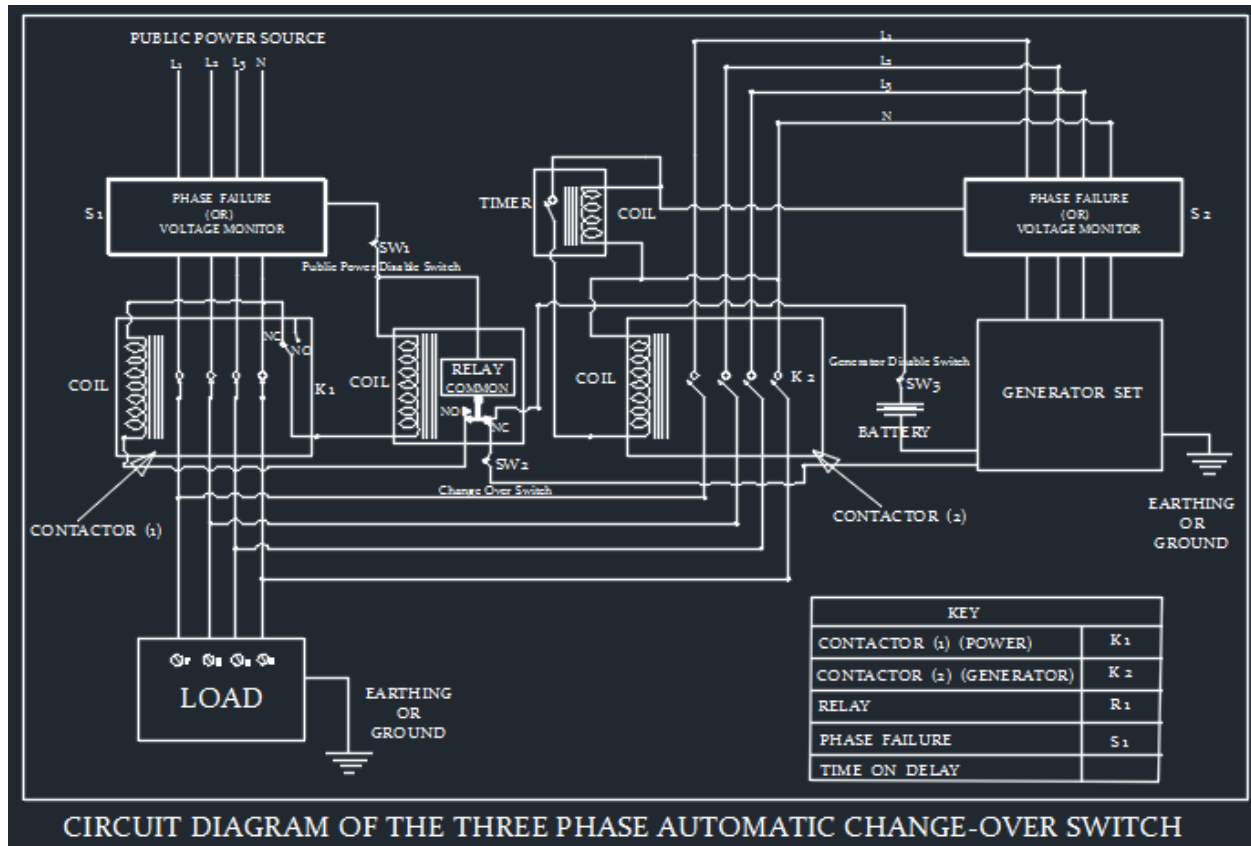 PUBLIC POWER SOURCE
L1 L2 L3 N
L1
L2
L3
N
S1
PHASE FAILURE
(OR)
VOLTAGE MONITOR
TIMER
COIL
PHASE FAILURE
(OR)
VOLTAGE MONITOR
S2
SW1
Public Power Disable Switch
NC
NO
COIL
K1
COIL
RELAY
COMMON
NO
NC
SW2
Change Over Switch
COIL
K2
Generator Disable Switch
SW3
BATTERY
GENERATOR SET
CONTACTOR (1)
CONTACTOR (2)
EARTHING
OR
GROUND
LOAD
EARTHING
OR
GROUND
KEY
CONTACTOR (1) (POWER) K1
CONTACTOR (2) (GENERATOR) K2
RELAY R1
PHASE FAILURE S1
TIME ON DELAY
CIRCUIT DIAGRAM OF THE THREE PHASE AUTOMATIC CHANGE-OVER SWITCH